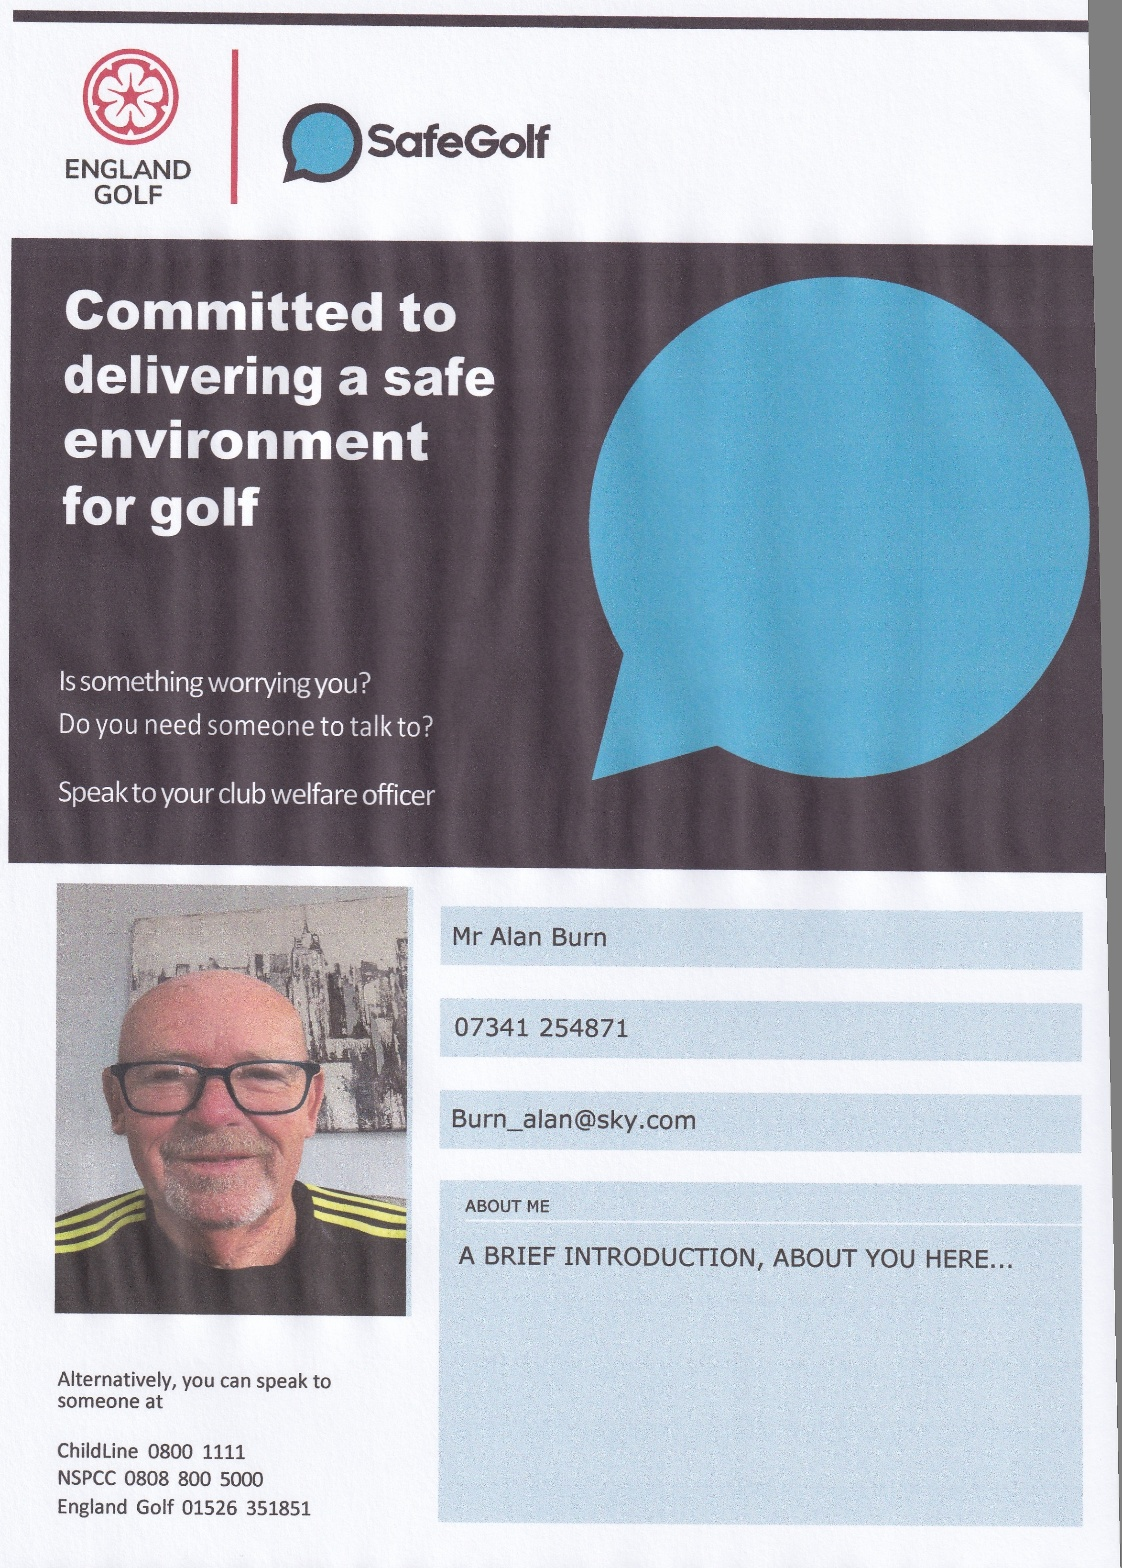 ENGLAND
GOLF
SafeGolf
Committed to
delivering a safe
environment
for golf
Is something worrying you?
Do you need someone to talk to?
Speak to your club welfare officer
Mr Alan Burn
07341 254871
Burn_alan@sky.com
ABOUT ME
A BRIEF INTRODUCTION, ABOUT YOU HERE...
Alternatively, you can speak to
someone at
ChildLine 0800 1111
NSPCC 0808 800 5000
England Golf 01526 351851